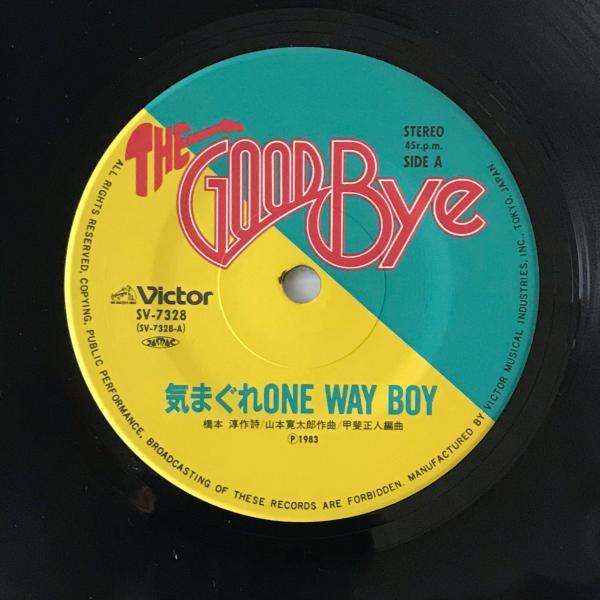 THE GOOD-Bye
STEREO
45r.p.m.
SIDE A
Victor
SV-7328
(SV-7328-A)
JASRAC
気まぐれONE WAY BOY
橋本 淳作詩/山本寛太郎作曲/甲斐正人編曲
Ⓟ1983
ALL RIGHTS RESERVED, COPYING, PUBLIC PERFORMANCE, BROADCASTING OF THESE RECORDS ARE FORBIDDEN. MANUFACTURED BY VICTOR MUSICAL INDUSTRIES, INC., TOKYO, JAPAN.